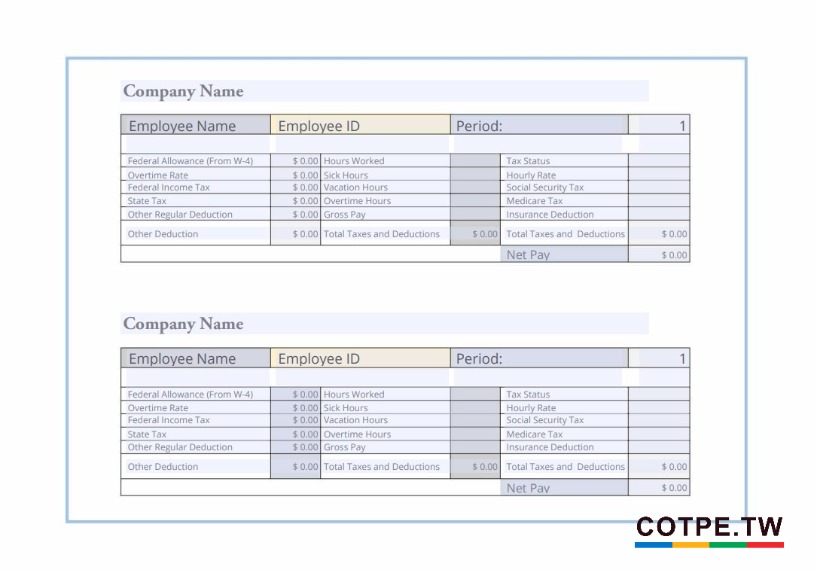 Company Name
Employee Name Employee ID Period: 1
Federal Allowance (From W-4) $ 0.00 Hours Worked Tax Status
Overtime Rate $ 0.00 Sick Hours Hourly Rate
Federal Income Tax $ 0.00 Vacation Hours Social Security Tax
State Tax $ 0.00 Overtime Hours Medicare Tax
Other Regular Deduction $ 0.00 Gross Pay Insurance Deduction
Other Deduction $ 0.00 Total Taxes and Deductions $ 0.00 Total Taxes and Deductions $ 0.00
Net Pay $ 0.00
Company Name
Employee Name Employee ID Period: 1
Federal Allowance (From W-4) $ 0.00 Hours Worked Tax Status
Overtime Rate $ 0.00 Sick Hours Hourly Rate
Federal Income Tax $ 0.00 Vacation Hours Social Security Tax
State Tax $ 0.00 Overtime Hours Medicare Tax
Other Regular Deduction $ 0.00 Gross Pay Insurance Deduction
Other Deduction $ 0.00 Total Taxes and Deductions $ 0.00 Total Taxes and Deductions $ 0.00
Net Pay $ 0.00
COTPE.TW